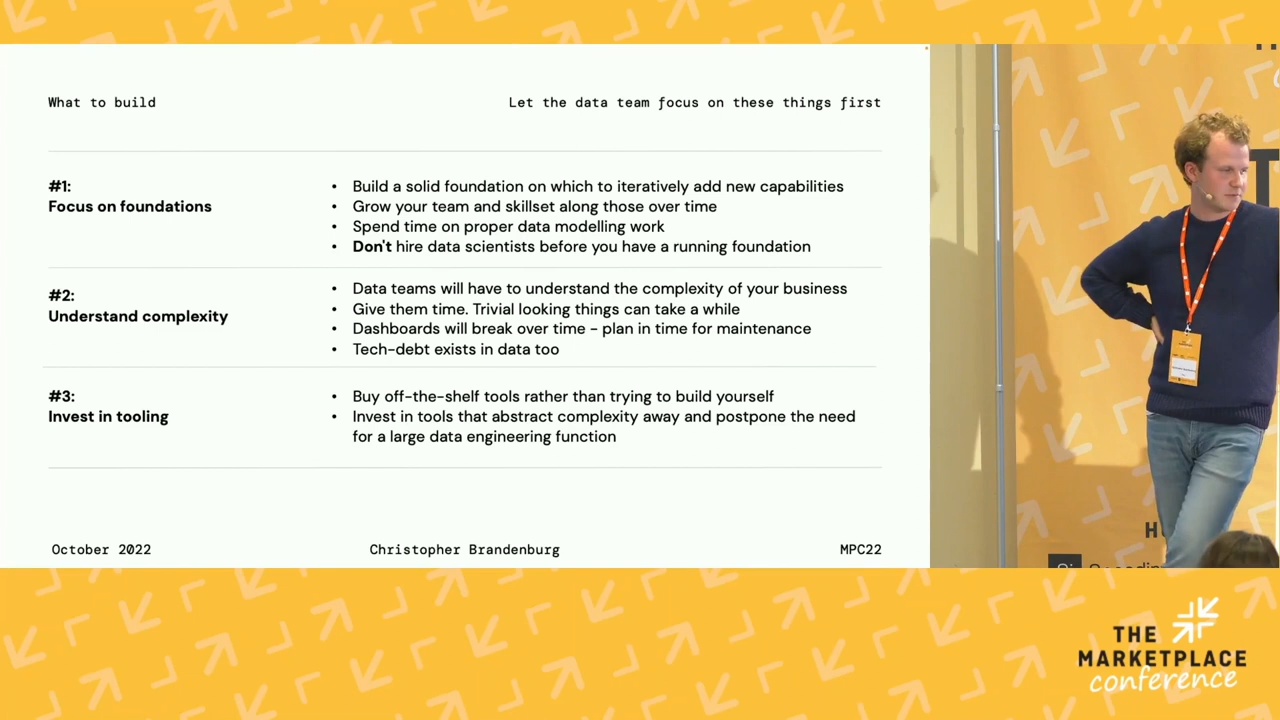 What to build
Let the data team focus on these things first
#1:
Focus on foundations
• Build a solid foundation on which to iteratively add new capabilities
• Grow your team and skillset along those over time
• Spend time on proper data modelling work
• Don't hire data scientists before you have a running foundation
#2:
Understand complexity
• Data teams will have to understand the complexity of your business
• Give them time. Trivial looking things can take a while
• Dashboards will break over time – plan in time for maintenance
• Tech-debt exists in data too
#3:
Invest in tooling
• Buy off-the-shelf tools rather than trying to build yourself
• Invest in tools that abstract complexity away and postpone the need
for a large data engineering function
October 2022
Christopher Brandenburg
MPC22
THE
MARKETPLACE
conference